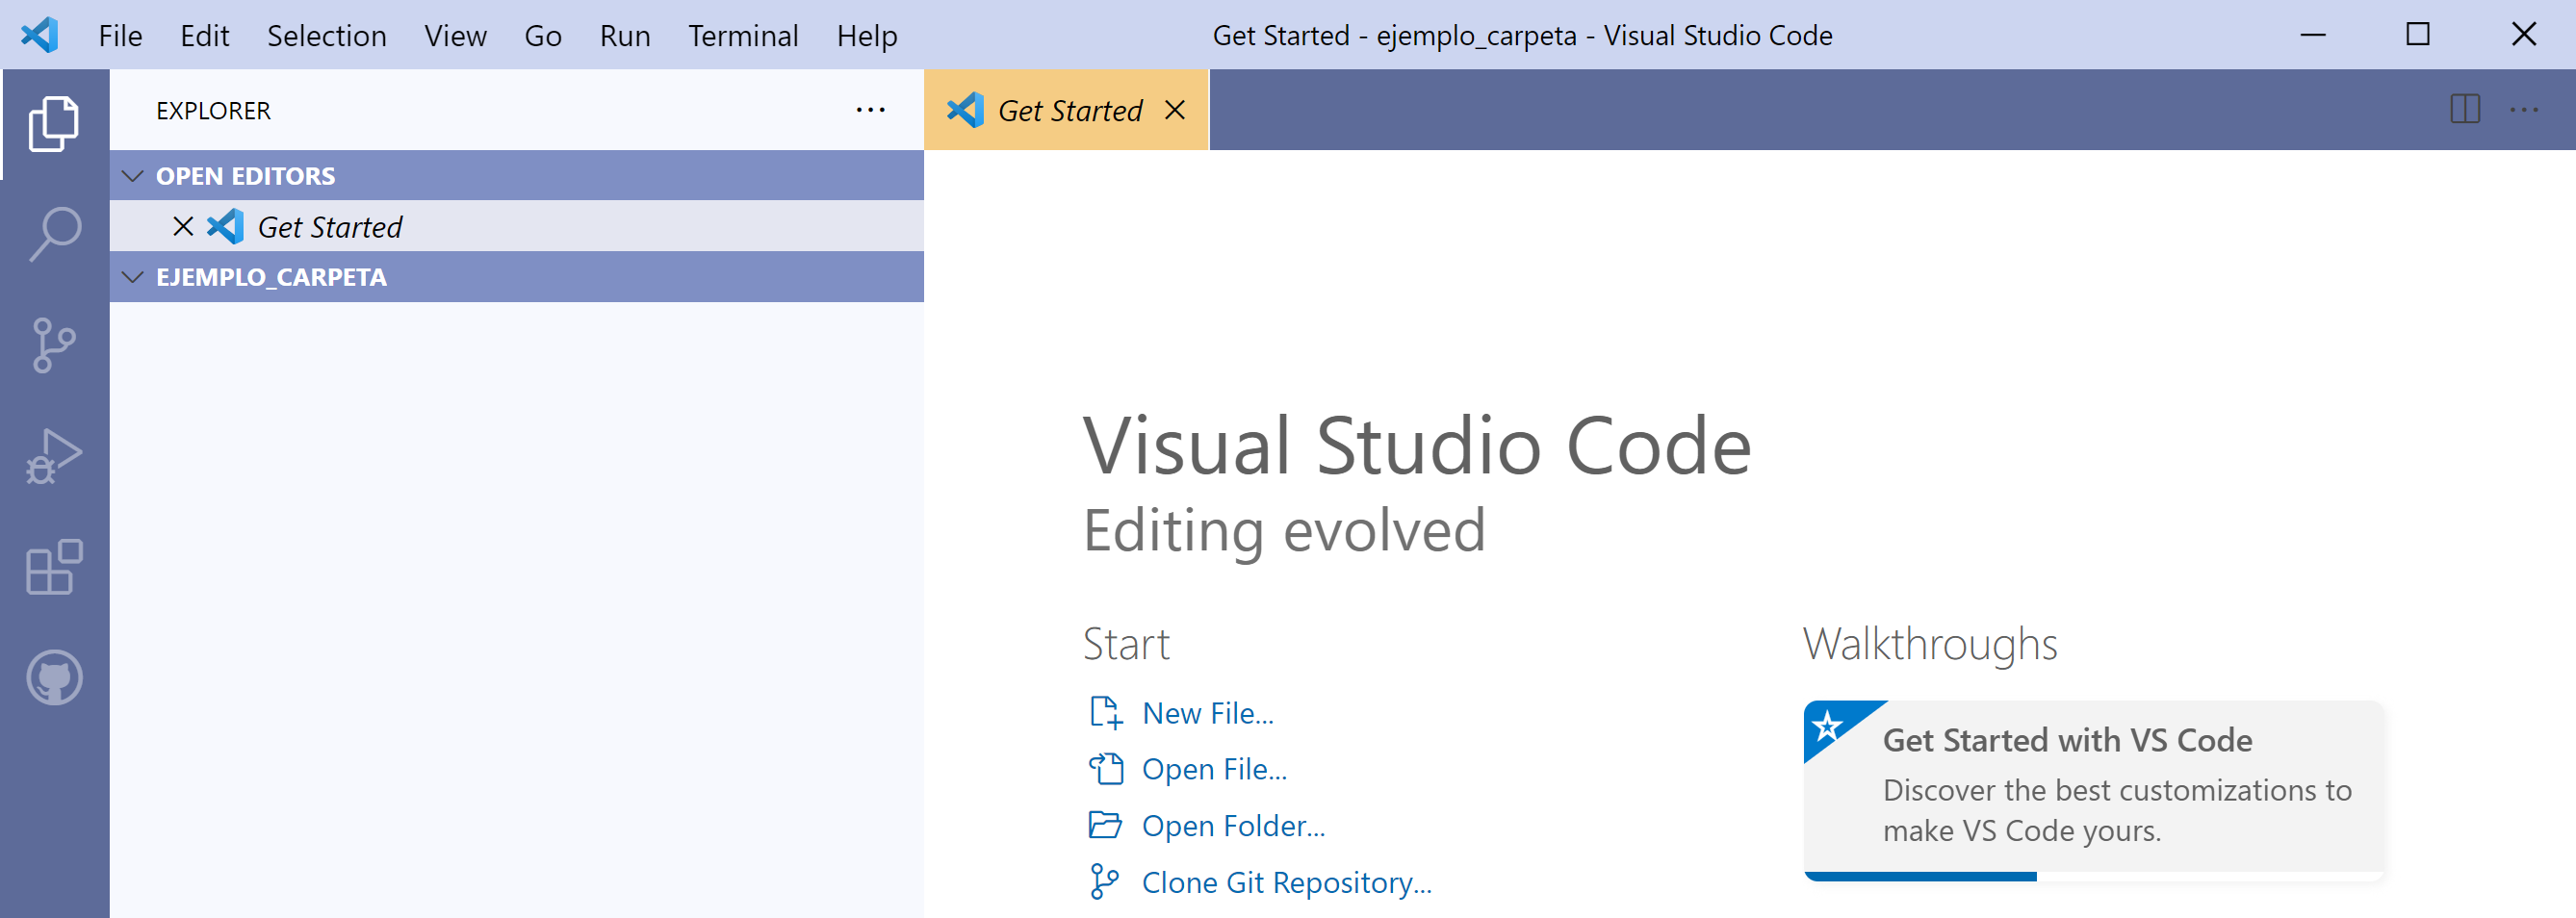 File Edit Selection View Go Run Terminal Help
Get Started - ejemplo_carpeta - Visual Studio Code
EXPLORER
OPEN EDITORS
Get Started
EJEMPLO_CARPETA
Get Started
Visual Studio Code
Editing evolved
Start
New File...
Open File...
Open Folder...
Clone Git Repository...
Walkthroughs
Get Started with VS Code
Discover the best customizations to
make VS Code yours.